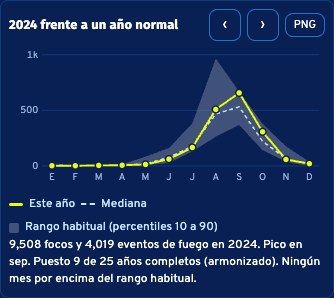 2024 frente a un año normal
‹
›
PNG
1k
500
0
E F M A M J J A S O N D
Este año Mediana
Rango habitual (percentiles 10 a 90)
9,508 focos y 4,019 eventos de fuego en 2024. Pico en
sep. Puesto 9 de 25 años completos (armonizado). Ningún
mes por encima del rango habitual.